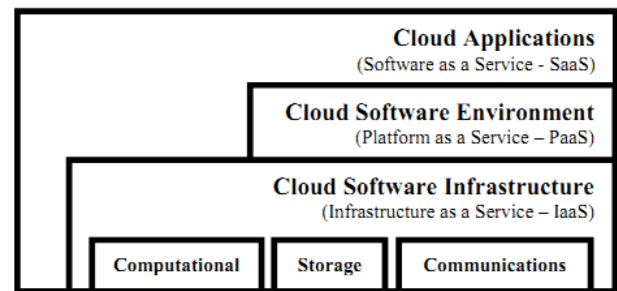 Cloud Applications
(Software as a Service - SaaS)
Cloud Software Environment
(Platform as a Service – PaaS)
Cloud Software Infrastructure
(Infrastructure as a Service – IaaS)
Computational Storage Communications